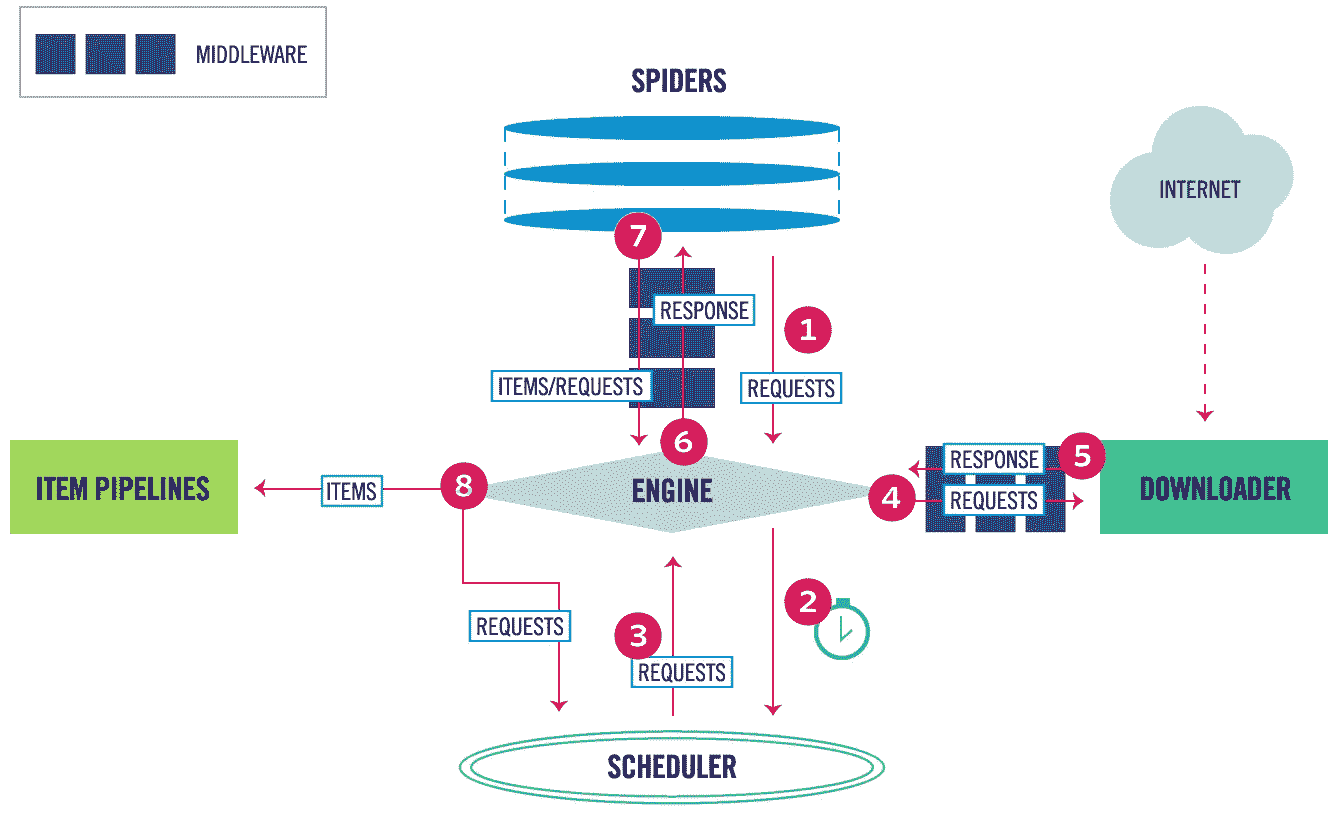 MIDDLEWARE
SPIDERS
INTERNET
7
RESPONSE
1
ITEMS/REQUESTS
REQUESTS
6
5
RESPONSE
ITEM PIPELINES
ITEMS
8
ENGINE
4
REQUESTS
DOWNLOADER
2
REQUESTS
3
REQUESTS
SCHEDULER